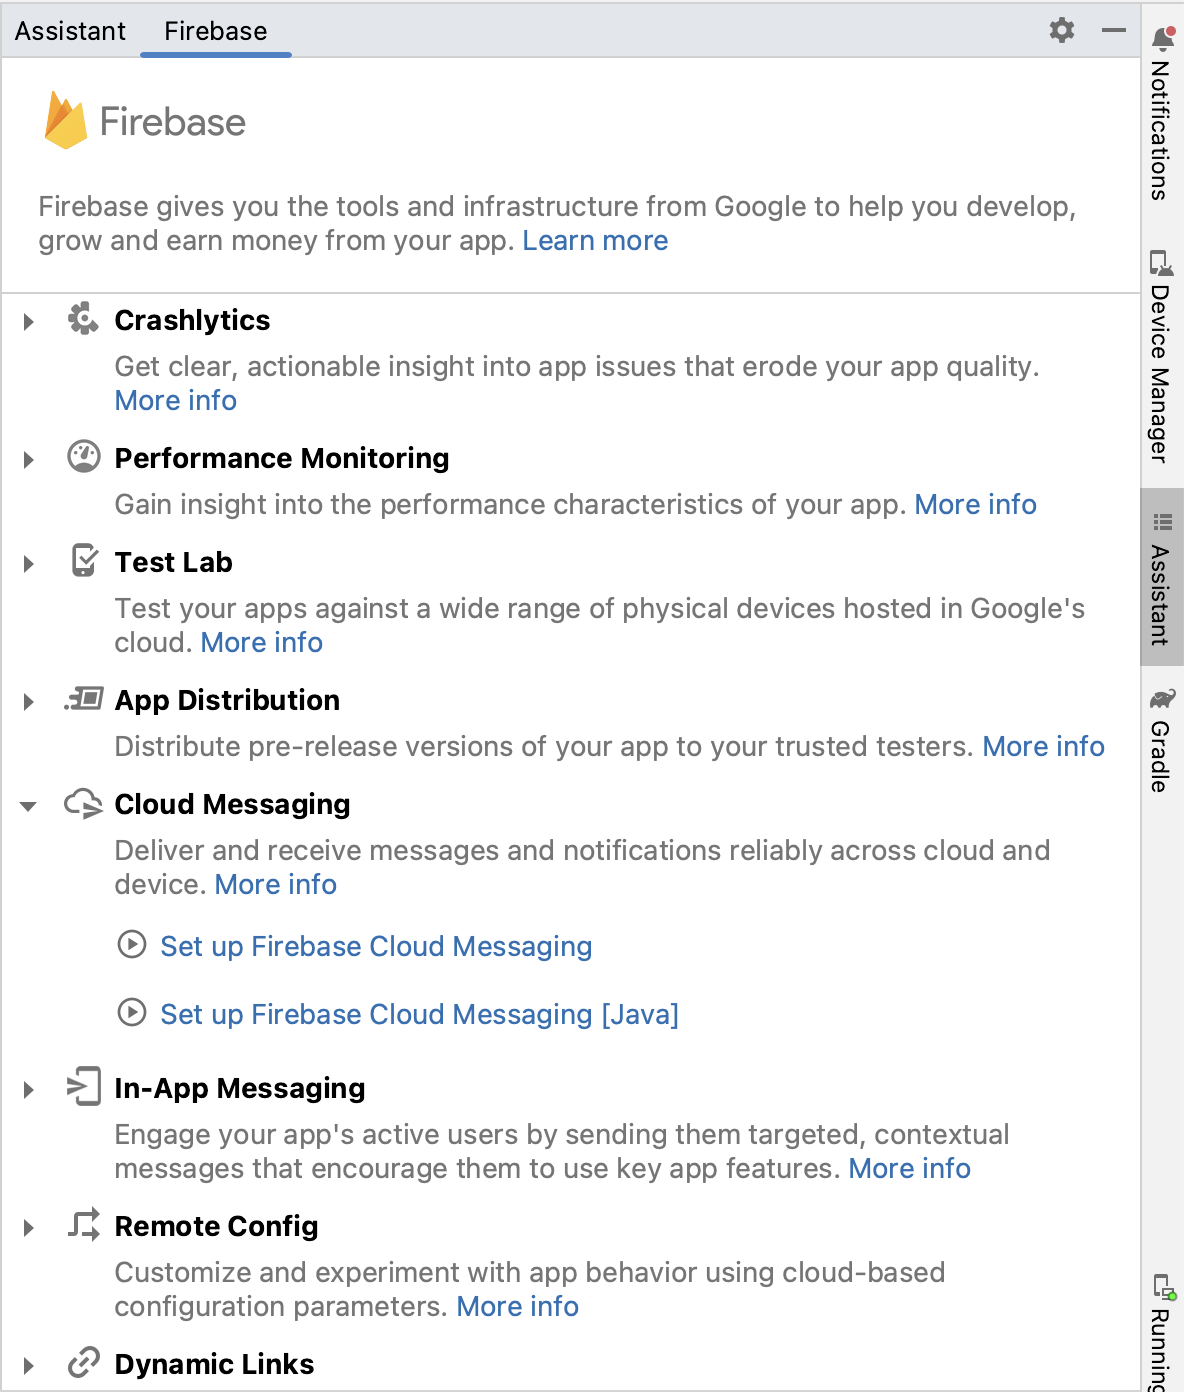 Assistant
Firebase
Firebase
Firebase gives you the tools and infrastructure from Google to help you develop,
grow and earn money from your app. Learn more
Crashlytics
Get clear, actionable insight into app issues that erode your app quality.
More info
Performance Monitoring
Gain insight into the performance characteristics of your app. More info
Test Lab
Test your apps against a wide range of physical devices hosted in Google's
cloud. More info
App Distribution
Distribute pre-release versions of your app to your trusted testers. More info
Cloud Messaging
Deliver and receive messages and notifications reliably across cloud and
device. More info
Set up Firebase Cloud Messaging
Set up Firebase Cloud Messaging [Java]
In-App Messaging
Engage your app's active users by sending them targeted, contextual
messages that encourage them to use key app features. More info
Remote Config
Customize and experiment with app behavior using cloud-based
configuration parameters. More info
Dynamic Links
Notifications
Device Manager
Assistant
Gradle
Running